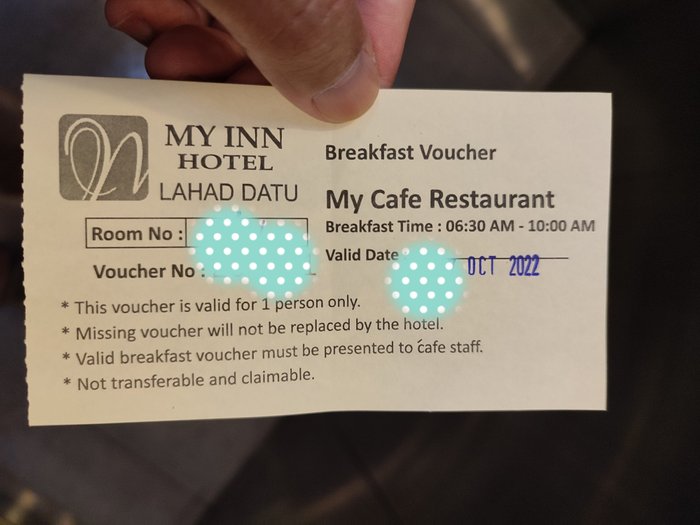 MY INN
HOTEL
LAHAD DATU
Room No :
Voucher No :
Breakfast Voucher
My Cafe Restaurant
Breakfast Time : 06:30 AM - 10:00 AM
Valid Date
OCT 2022
* This voucher is valid for 1 person only.
* Missing voucher will not be replaced by the hotel.
* Valid breakfast voucher must be presented to cafe staff.
* Not transferable and claimable.